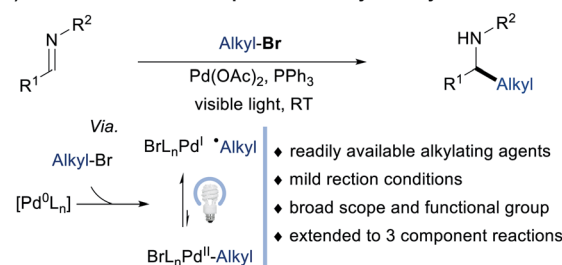 R2
N
R1
Alkyl-Br
Pd(OAc)2, PPh3
visible light, RT
R2
HN
R1
Alkyl
Via.
Alkyl-Br
[Pd0Ln]
BrLnPdI •Alkyl
BrLnPdII-Alkyl
♦ readily available alkylating agents
♦ mild rection conditions
♦ broad scope and functional group
♦ extended to 3 component reactions